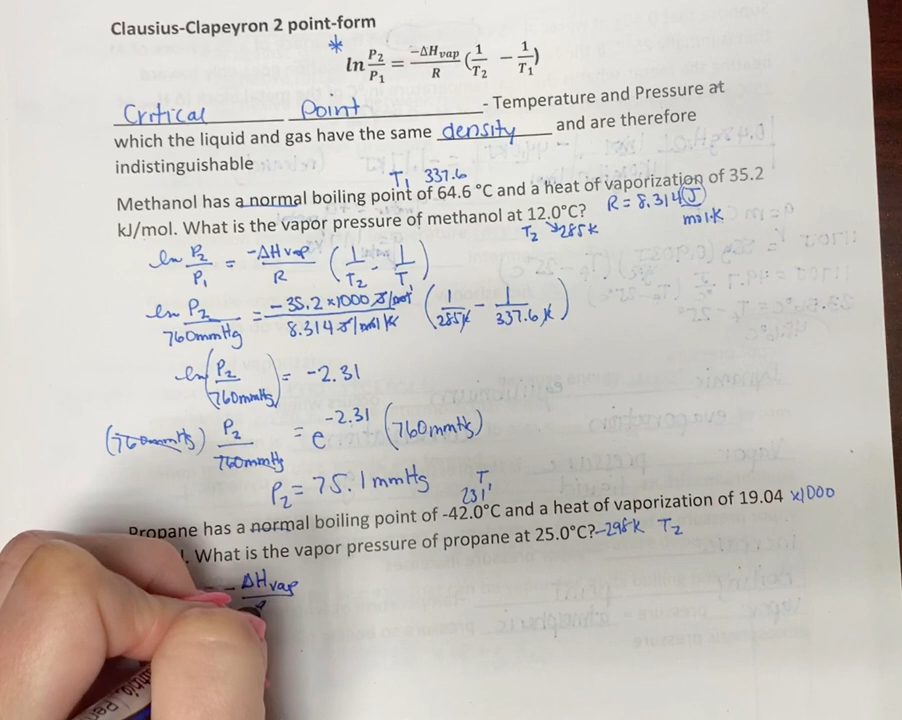 Clausius-Clapeyron 2 point-form
* ln P₂/P₁ = -ΔHvap/R (1/T₂ - 1/T₁)
Critical Point - Temperature and Pressure at
which the liquid and gas have the same density and are therefore
indistinguishable
T₁ 337.6
Methanol has a normal boiling point of 64.6 °C and a heat of vaporization of 35.2
kJ/mol. What is the vapor pressure of methanol at 12.0°C? R = 8.314 J/mol·K
T₂ 285K
ln P₂/P₁ = -ΔHvap/R (1/T₂ - 1/T₁)
ln P₂/760mmHg = -35.2 x1000 J/mol / 8.314 J/mol K (1/285K - 1/337.6K)
ln(P₂/760mmHg) = -2.31
(760mmHg) P₂/760mmHg = e^-2.31 (760mmHg)
P₂ = 75.1 mmHg
T₁
231
Propane has a normal boiling point of -42.0°C and a heat of vaporization of 19.04 x1000
. What is the vapor pressure of propane at 25.0°C? -298K T₂
-ΔHvap